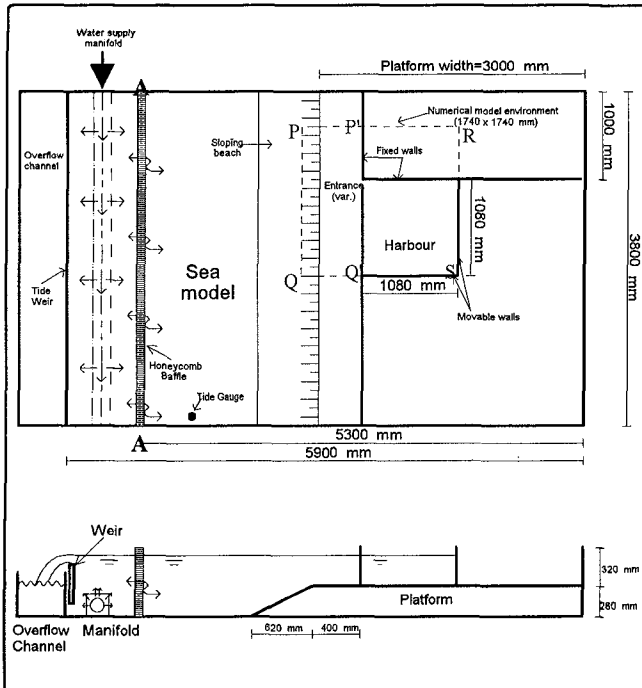 Water supply
manifold
A
Platform width=3000 mm
P
P'
Numerical model environment
(1740 x 1740 mm)
R
1000 mm
Overflow
channel
Sloping
beach
Fixed walls
Entrance
(var.)
Harbour
1080 mm
3800 mm
Sea
model
Q
Q'
S
1080 mm
Movable walls
Tide
Weir
Honeycomb
Baffle
Tide Gauge
A
5300 mm
5900 mm
Weir
320 mm
Platform
280 mm
Overflow
Channel
Manifold
620 mm
400 mm